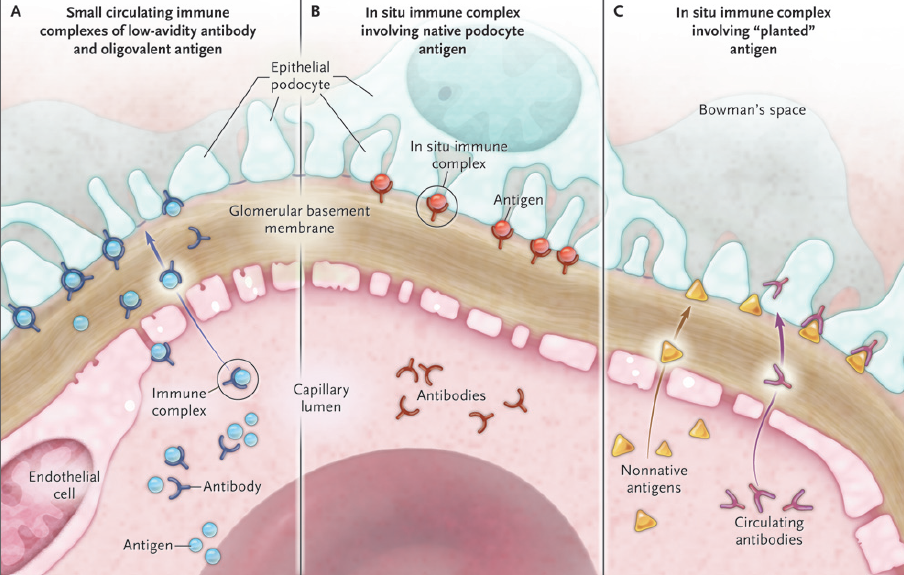 A
Small circulating immune
complexes of low-avidity antibody
and oligovalent antigen
B
In situ immune complex
involving native podocyte
antigen
C
In situ immune complex
involving “planted”
antigen
Epithelial
podocyte
Bowman’s space
In situ immune
complex
Antigen
Glomerular basement
membrane
Immune
complex
Capillary
lumen
Antibodies
Endothelial
cell
Antibody
Antigen
Nonnative
antigens
Circulating
antibodies